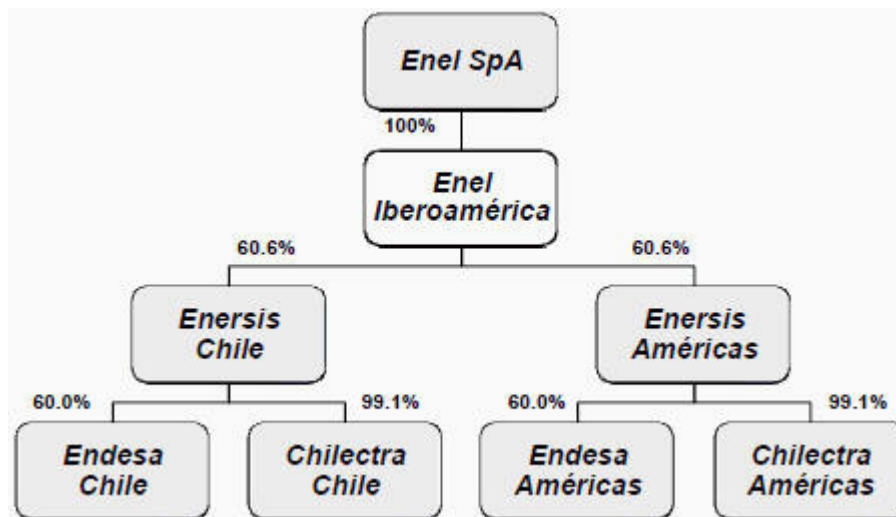 Enel SpA
100%
Enel
Iberoamérica
60.6%
60.6%
Enersis
Chile
Enersis
Américas
60.0%
99.1%
60.0%
99.1%
Endesa
Chile
Chilectra
Chile
Endesa
Américas
Chilectra
Américas